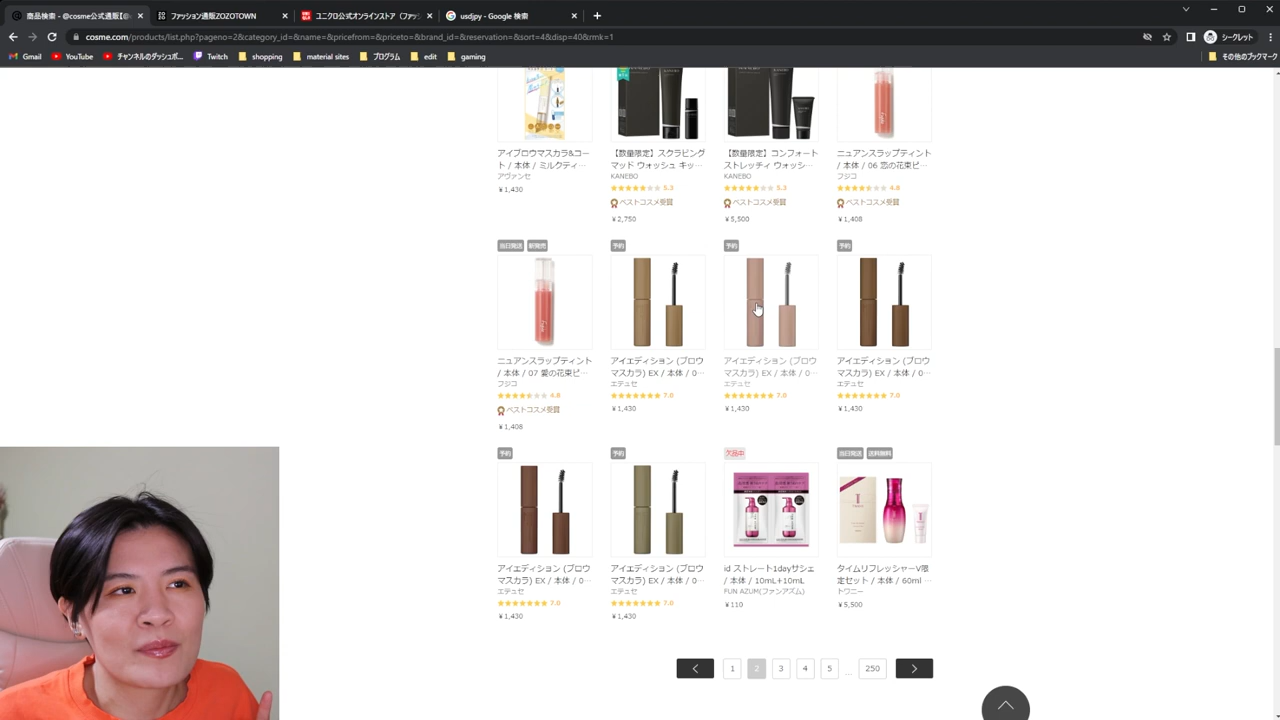 商品検索 - @cosme公式通販【@c
ファッション通販ZOZOTOWN
ユニクロ公式オンラインストア（ファッ
usdjpy - Google 検索
cosme.com/products/list.php?pageno=2&category_id=&name=&pricefrom=&priceto=&brand_id=&reservation=&sort=4&disp=40&rmk=1
シークレット
Gmail
YouTube
チャンネルのダッシュボ...
Twitch
shopping
material sites
プログラム
edit
gaming
その他のブックマーク
アイブロウマスカラ&コー
ト / 本体 / ミルクティ…
アヴァンセ
¥1,430
【数量限定】スクラビング
マッド ウォッシュ キッ…
KANEBO
5.3
ベストコスメ受賞
¥2,750
【数量限定】コンフォート
ストレッチィ ウォッシ…
KANEBO
5.3
ベストコスメ受賞
¥5,500
ニュアンスラップティント
/ 本体 / 06 恋の花束ピ…
フジコ
4.8
ベストコスメ受賞
¥1,408
当日発送 新発売
ニュアンスラップティント
/ 本体 / 07 愛の花束ピ…
フジコ
4.8
ベストコスメ受賞
¥1,408
予約
アイエディション (ブロウ
マスカラ) EX / 本体 / 0…
エテュセ
7.0
¥1,430
予約
アイエディション (ブロウ
マスカラ) EX / 本体 / 0…
エテュセ
7.0
¥1,430
予約
アイエディション (ブロウ
マスカラ) EX / 本体 / 0…
エテュセ
7.0
¥1,430
予約
アイエディション (ブロウ
マスカラ) EX / 本体 / 0…
エテュセ
7.0
¥1,430
予約
アイエディション (ブロウ
マスカラ) EX / 本体 / 0…
エテュセ
7.0
¥1,430
欠品中
id ストレート1dayサシェ
/ 本体 / 10mL+10mL
FUN AZUM(ファンアズム)
¥110
当日発送 送料無料
タイムリフレッシャーV限
定セット / 本体 / 60ml …
トワニー
¥5,500
1 2 3 4 5 ... 250